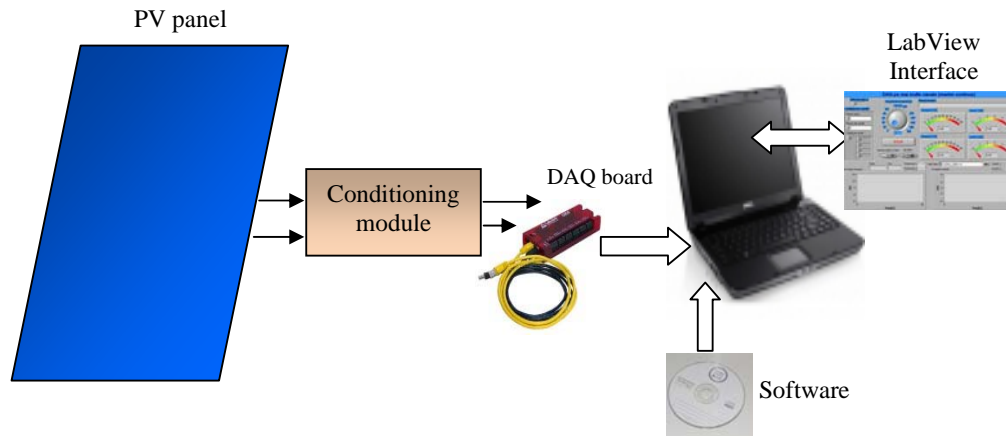 PV panel
LabView
Interface
Conditioning
module
DAQ board
Software